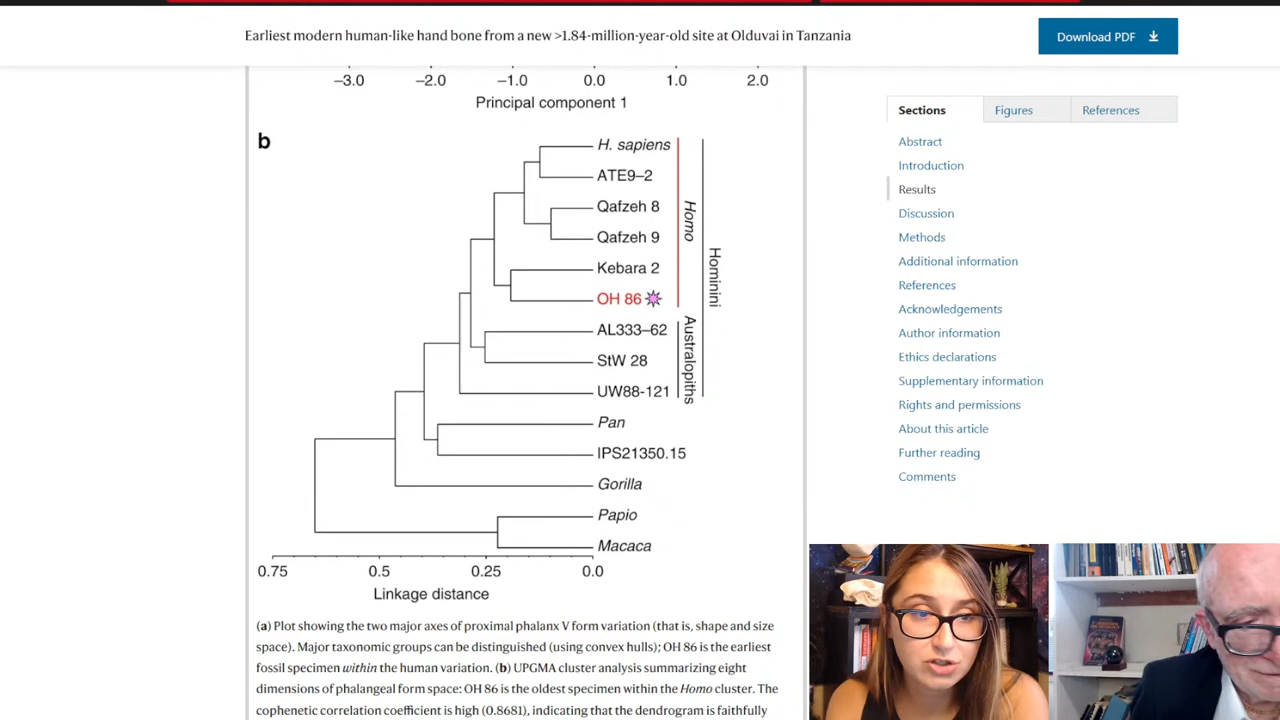 Earliest modern human-like hand bone from a new >1.84-million-year-old site at Olduvai in Tanzania
Download PDF
−3.0 −2.0 −1.0 0.0 1.0 2.0
Principal component 1
b
H. sapiens
ATE9–2
Qafzeh 8
Qafzeh 9
Kebara 2
OH 86
AL333–62
StW 28
UW88-121
Pan
IPS21350.15
Gorilla
Papio
Macaca
Homo
Australopiths
Hominini
0.75 0.5 0.25 0.0
Linkage distance
(a) Plot showing the two major axes of proximal phalanx V form variation (that is, shape and size
space). Major taxonomic groups can be distinguished (using convex hulls); OH 86 is the earliest
fossil specimen within the human variation. (b) UPGMA cluster analysis summarizing eight
dimensions of phalangeal form space: OH 86 is the oldest specimen within the Homo cluster. The
cophenetic correlation coefficient is high (0.8681), indicating that the dendrogram is faithfully
Sections Figures References
Abstract
Introduction
Results
Discussion
Methods
Additional information
References
Acknowledgements
Author information
Ethics declarations
Supplementary information
Rights and permissions
About this article
Further reading
Comments